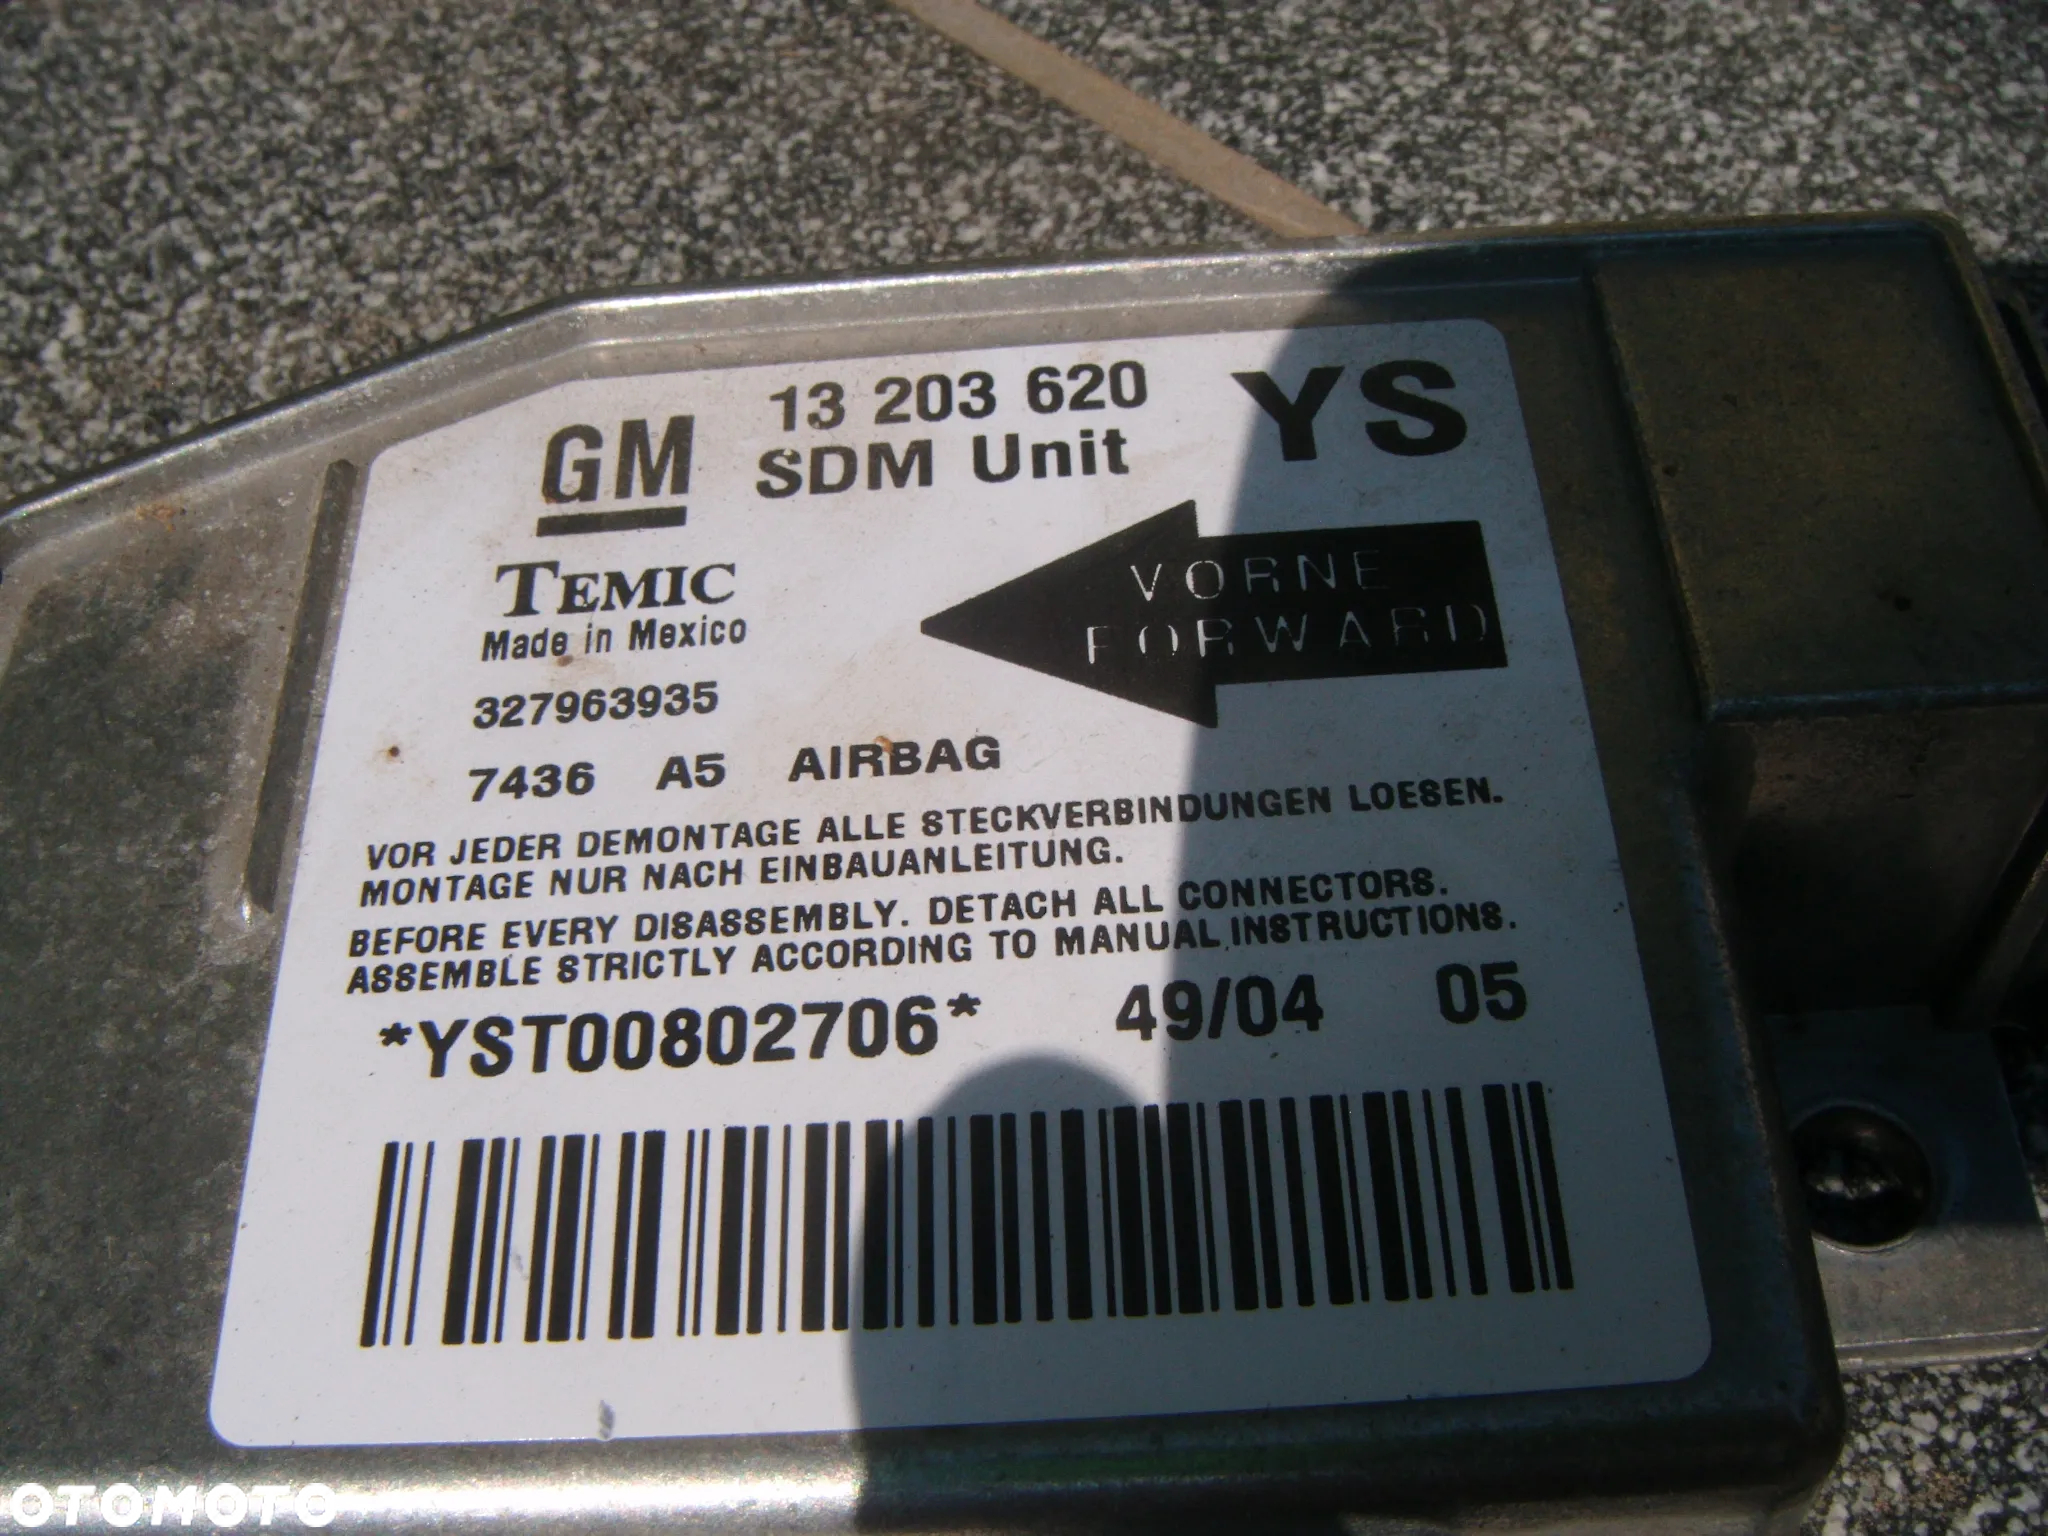 GM
13 203 620
SDM Unit
YS
TEMIC
Made in Mexico
VORNE
FORWARD
327963935
7436 A5 AIRBAG
VOR JEDER DEMONTAGE ALLE STECKVERBINDUNGEN LOESEN.
MONTAGE NUR NACH EINBAUANLEITUNG.
BEFORE EVERY DISASSEMBLY. DETACH ALL CONNECTORS.
ASSEMBLE STRICTLY ACCORDING TO MANUAL INSTRUCTIONS.
*YST00802706* 49/04 05
OTOMOTO